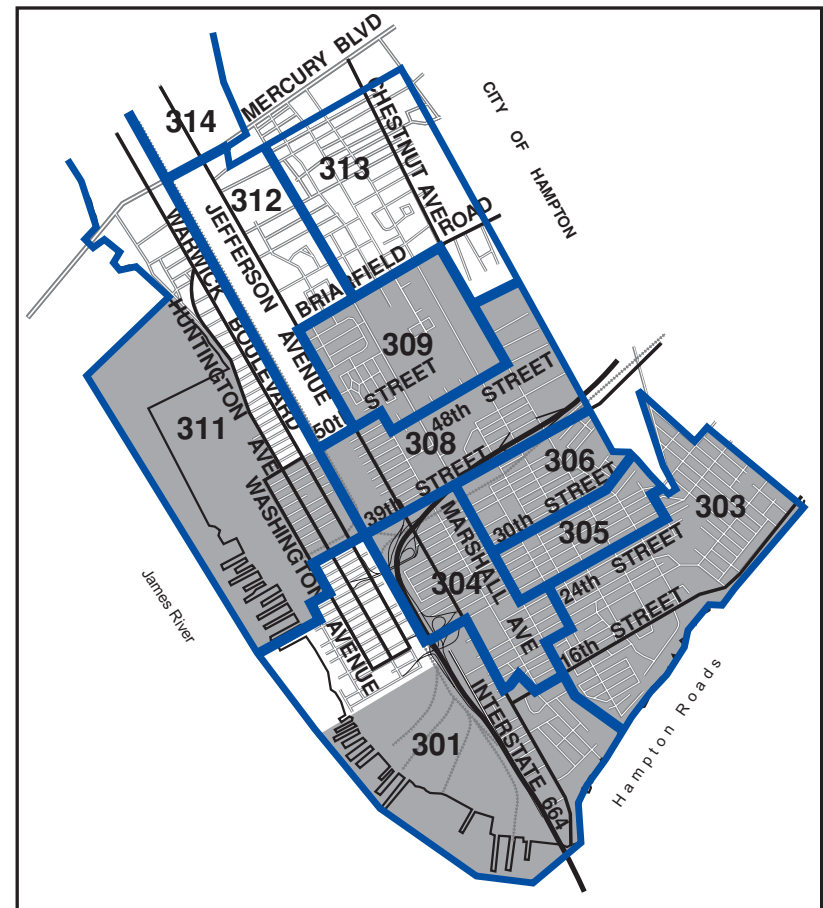 MERCURY BLVD
314
CHESTNUT AVE
CITY OF HAMPTON
313
312
ROAD
WARWICK BOULEVARD
JEFFERSON AVENUE
BRIARFIELD
HUNTINGTON AVE
309
STREET
50th
48th STREET
311
308
306
STREET
39th
STREET
30th
303
WASHINGTON AVENUE
MARSHALL AVE
305
304
24th STREET
James River
16th STREET
301
INTERSTATE 664
Hampton Roads